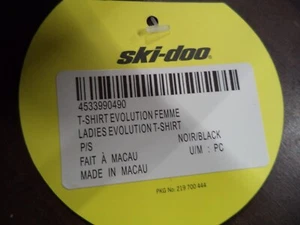 ski-doo
4533990490
T-SHIRT EVOLUTION FEMME
LADIES EVOLUTION T-SHIRT
P/S NOIR/BLACK
FAIT À MACAU U/M : PC
MADE IN MACAU
PKG No. 219 700 444